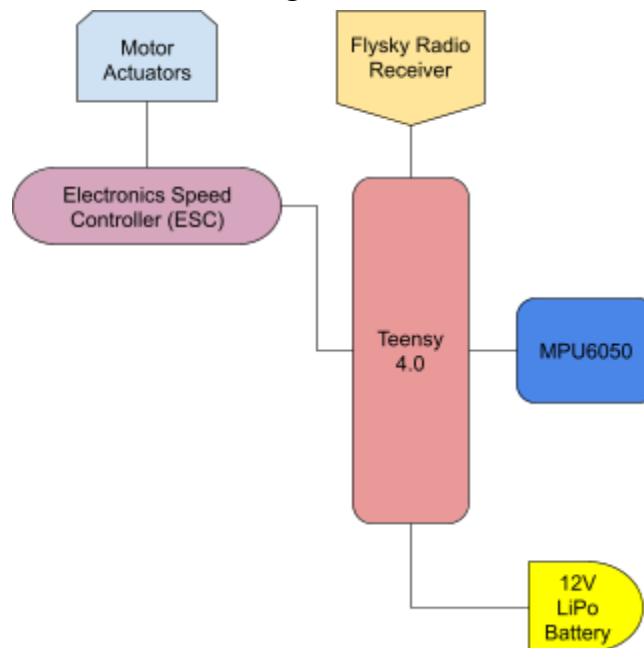 Motor
Actuators
Flysky Radio
Receiver
Electronics Speed
Controller (ESC)
Teensy
4.0
MPU6050
12V
LiPo
Battery